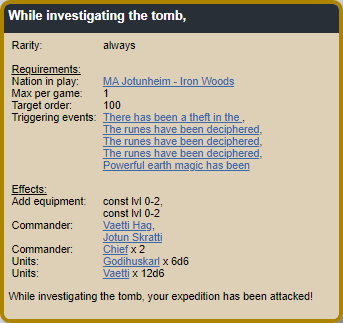 While investigating the tomb,
Rarity: always
Requirements:
Nation in play: MA Jotunheim - Iron Woods
Max per game: 1
Target order: 100
Triggering events: There has been a theft in the ,
The runes have been deciphered,
The runes have been deciphered,
The runes have been deciphered,
Powerful earth magic has been
Effects:
Add equipment: const lvl 0-2,
const lvl 0-2
Commander: Vaetti Hag,
Jotun Skratti
Commander: Chief x 2
Units: Godihuskarl x 6d6
Units: Vaetti x 12d6
While investigating the tomb, your expedition has been attacked!